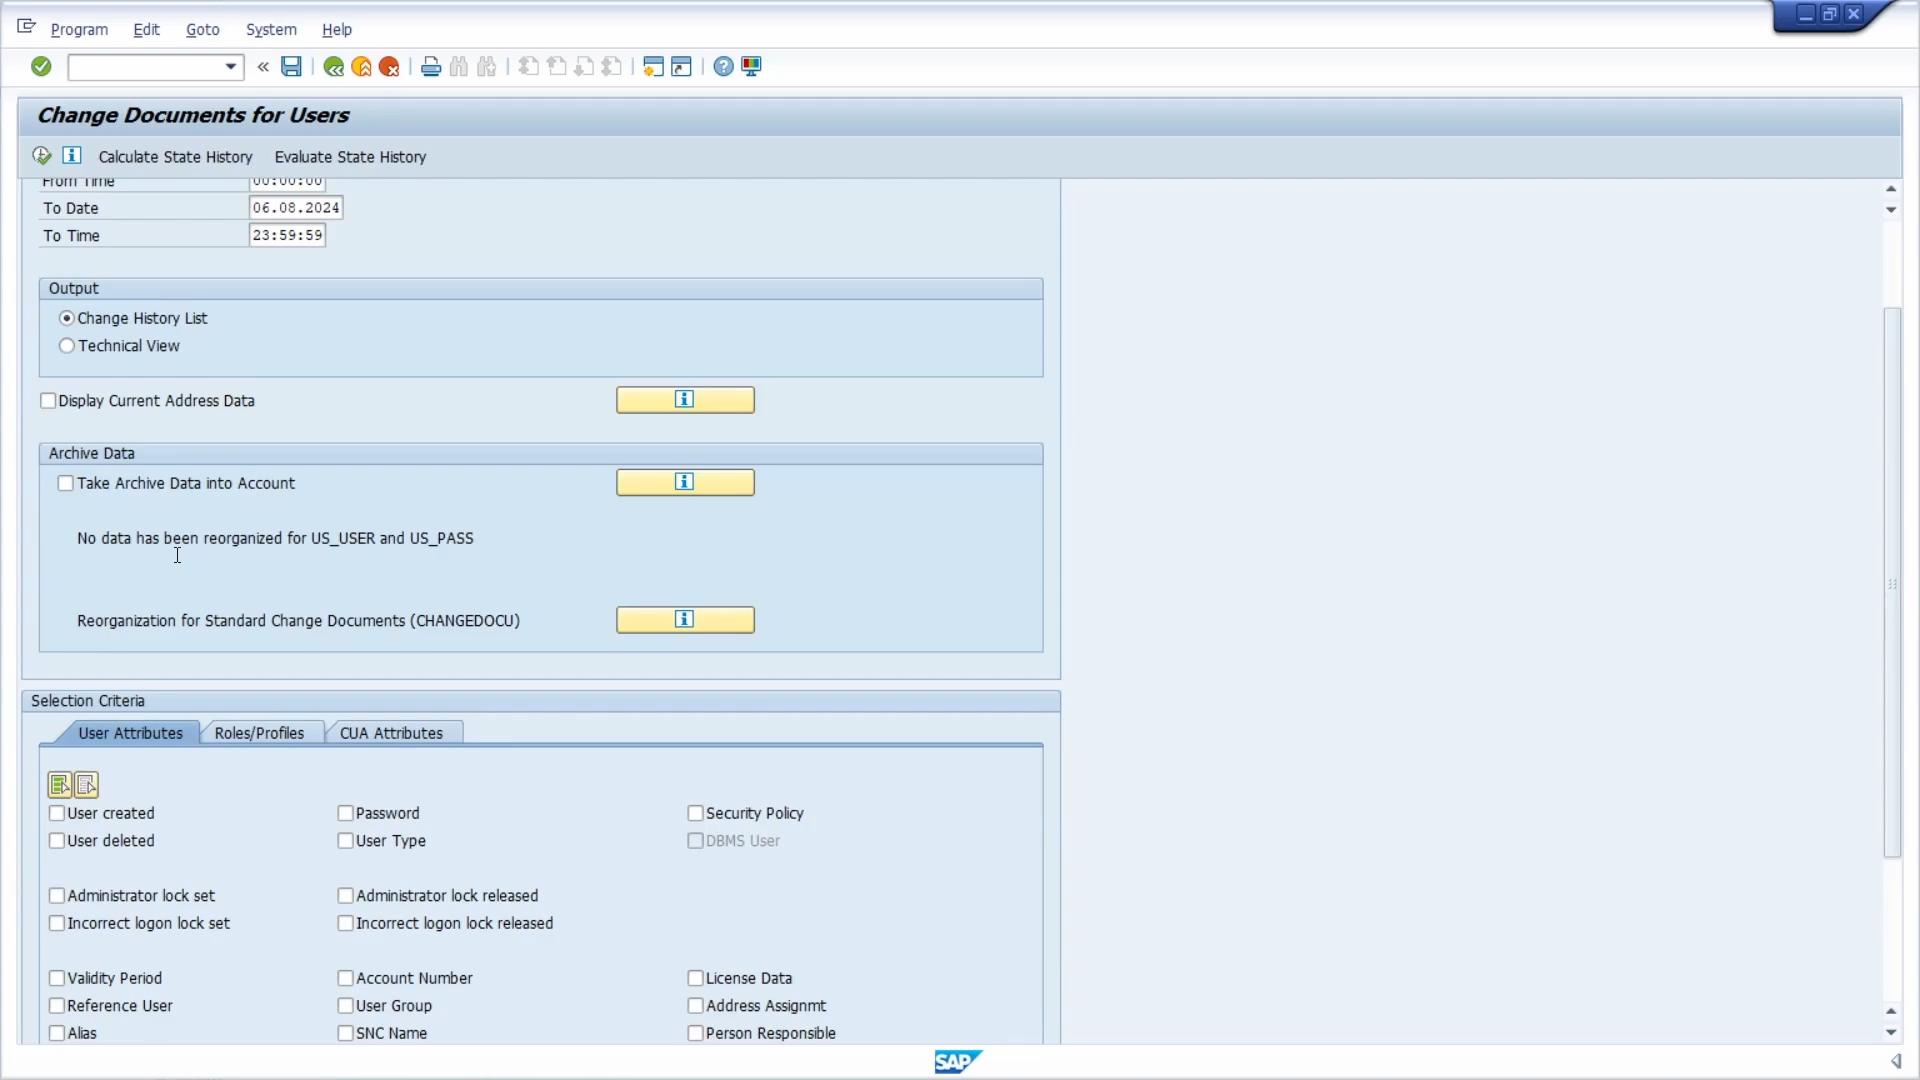 Program Edit Goto System Help
Change Documents for Users
Calculate State History Evaluate State History
From Time 00:00:00
To Date 06.08.2024
To Time 23:59:59
Output
Change History List
Technical View
Display Current Address Data
Archive Data
Take Archive Data into Account
No data has been reorganized for US_USER and US_PASS
Reorganization for Standard Change Documents (CHANGEDOCU)
Selection Criteria
User Attributes Roles/Profiles CUA Attributes
User created Password Security Policy
User deleted User Type DBMS User
Administrator lock set Administrator lock released
Incorrect logon lock set Incorrect logon lock released
Validity Period Account Number License Data
Reference User User Group Address Assignmt
Alias SNC Name Person Responsible
SAP